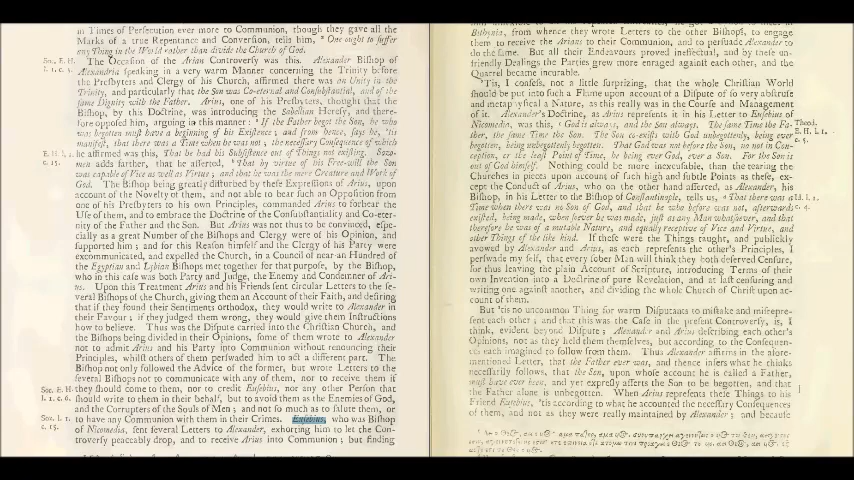 in Times of Persecution ever more to Communion, though they gave all the
Marks of a true Repentance and Conversion, tells him, “ One ought to suffer
any Thing in the World rather than divide the Church of God.
The Occasion of the Arian Controversy was this. Alexander Bishop of
Alexandria speaking in a very warm Manner concerning the Trinity before
the Presbyters and Clergy of his Church, affirmed there was an Unity in the
Trinity, and particularly that the Son was Co-eternal and Consubstantial, and of
the same Dignity with the Father. Arius, one of his Presbyters, thought that the
Bishop, by this Doctrine, was introducing the Sabellian Heresy, and there-
fore opposed him, arguing in this manner : If the Father begot the Son, he who
was begotten must have a beginning of his Existence ; and from hence, says he, 'tis
manifest, that there was a Time when he was not ; the necessary Consequence of which
he affirmed was this, That he had his Subsistence out of Things not existing. Sozo-
men adds farther, that he asserted, That by virtue of his Free-will the Son
was capable of Vice as well as Virtue ; and that he was the mere Creature and Work of
God. The Bishop being greatly disturbed by these Expressions of Arius, upon
account of the Novelty of them, and not able to bear such an Opposition from
one of his Presbyters to his own Principles, commanded Arius to forbear the
Use of them, and to embrace the Doctrine of the Consubstantiality and Co-eter-
nity of the Father and the Son. But Arius was not thus to be convinced, espe-
cially as a great Number of the Bishops and Clergy were of his Opinion, and
supported him ; and for this Reason himself and the Clergy of his Party were
excommunicated, and expelled the Church, in a Council of near an Hundred of
the Egyptian and Lybian Bishops met together for that purpose, by the Bishop,
who in this case was both Party and Judge, the Enemy and Condemner of Ari-
us. Upon this Treatment Arius and his Friends sent circular Letters to the se-
veral Bishops of the Church, giving them an Account of their Faith, and desiring
that if they found their Sentiments orthodox, they would write to Alexander in
their Favour ; if they judged them wrong, they would give them Instructions
how to believe. Thus was the Dispute carried into the Christian Church, and
the Bishops being divided in their Opinions, some of them wrote to Alexander
not to admit Arius and his Party into Communion without renouncing their
Principles, whilst others of them perswaded him to act a different part. The
Bishop not only followed the Advice of the former, but wrote Letters to the
several Bishops not to communicate with any of them, nor to receive them if
they should come to them, nor to credit Eusebius, nor any other Person that
should write to them in their behalf, but to avoid them as the Enemies of God,
and the Corrupters of the Souls of Men ; and not so much as to salute them, or
to have any Communion with them in their Crimes. Eusebius, who was Bishop
of Nicomedia, sent several Letters to Alexander, exhorting him to let the Con-
troversy peaceably drop, and to receive Arius into Communion ; but finding
Bithynia, from whence they wrote Letters to the other Bishops, to engage
them to receive the Arians to their Communion, and to persuade Alexander to
do the same. But all their Endeavours proved ineffectual, and by these un-
friendly Dealings the Parties grew more enraged against each other, and the
Quarrel became incurable.
'Tis, I confess, not a little surprizing, that the whole Christian World
should be put into such a Flame upon account of a Dispute of so very abstruse
and metaphysical a Nature, as this really was in the Course and Management
of it. Alexander's Doctrine, as Arius represents it in his Letter to Eusebius of
Nicomedia, was this, God is always, and the Son always. The same Time the Fa-
ther, the same Time the Son. The Son co-exists with God unbegottenly, being ever
begotten, being unbegottenly begotten. That God was not before the Son, no not in Con-
ception, or the least Point of Time, he being ever God, ever a Son. For the Son is
out of God himself. Nothing could be more inexcusable, than the tearing the
Churches in pieces upon account of such high and subtle Points as these, ex-
cept the Conduct of Arius, who on the other hand asserted, as Alexander, his
Bishop, in his Letter to the Bishop of Constantinople, tells us, That there was a
Time when there was no Son of God, and that he who before was not, afterwards
existed, being made, when ever he was made, just as any Man whatsoever, and that
therefore he was of a mutable Nature, and equally receptive of Vice and Virtue, and
other Things of the like kind. If these were the Things taught, and publickly
avowed by Alexander and Arius, as each represents the other's Principles, I
perswade my self, that every sober Man will think they both deserved Censure,
for thus leaving the plain Account of Scripture, introducing Terms of their
own Invention into a Doctrine of pure Revelation, and at last censuring and
writing one against another, and dividing the whole Church of Christ upon ac-
count of them.
But 'tis no uncommon Thing for warm Disputants to mistake and misrepre-
sent each other ; and that this was the Case in the present Controversy, is, I
think, evident beyond Dispute ; Alexander and Arius describing each other's
Opinions, not as they held them themselves, but according to the Consequen-
ces each imagined to follow from them. Thus Alexander affirms in the afore-
mentioned Letter, that the Father ever was, and thence infers what he thinks
necessarily follows, that the Son, upon whose account he is called a Father,
must have ever been, and yet expressly asserts the Son to be begotten, and that
the Father alone is unbegotten. When Arius represents these Things to his
Friend Eusebius, 'tis according to what he accounted the necessary Consequences
of them, and not as they were really maintained by Alexander ; and because